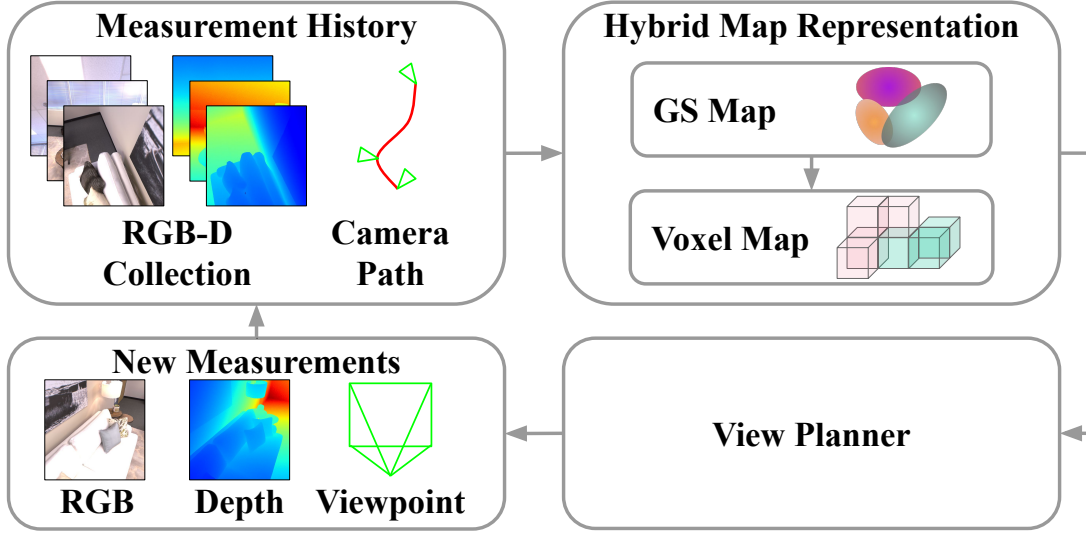 Measurement History
RGB-D
Collection
Camera
Path
Hybrid Map Representation
GS Map
Voxel Map
New Measurements
RGB
Depth
Viewpoint
View Planner